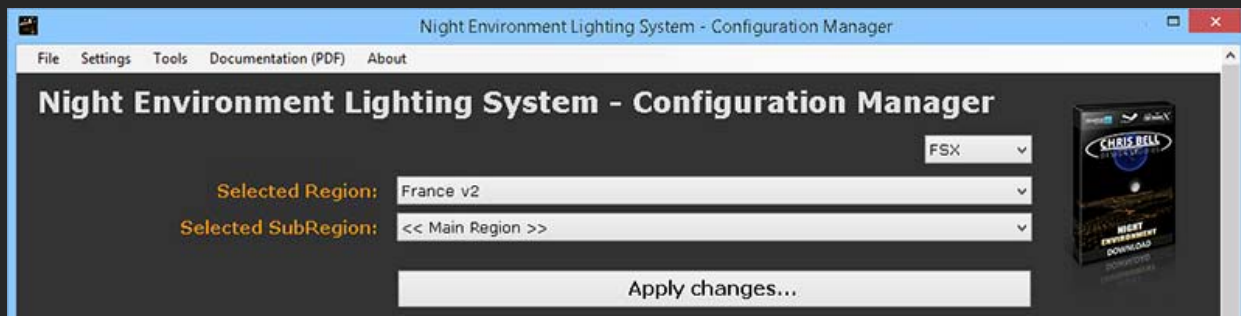 Night Environment Lighting System - Configuration Manager
File Settings Tools Documentation (PDF) About
Night Environment Lighting System - Configuration Manager
FSX
Selected Region: France v2
Selected SubRegion: << Main Region >>
Apply changes...
CHRIS BELL
NIGHT
ENVIRONMENT
DOWNLOAD